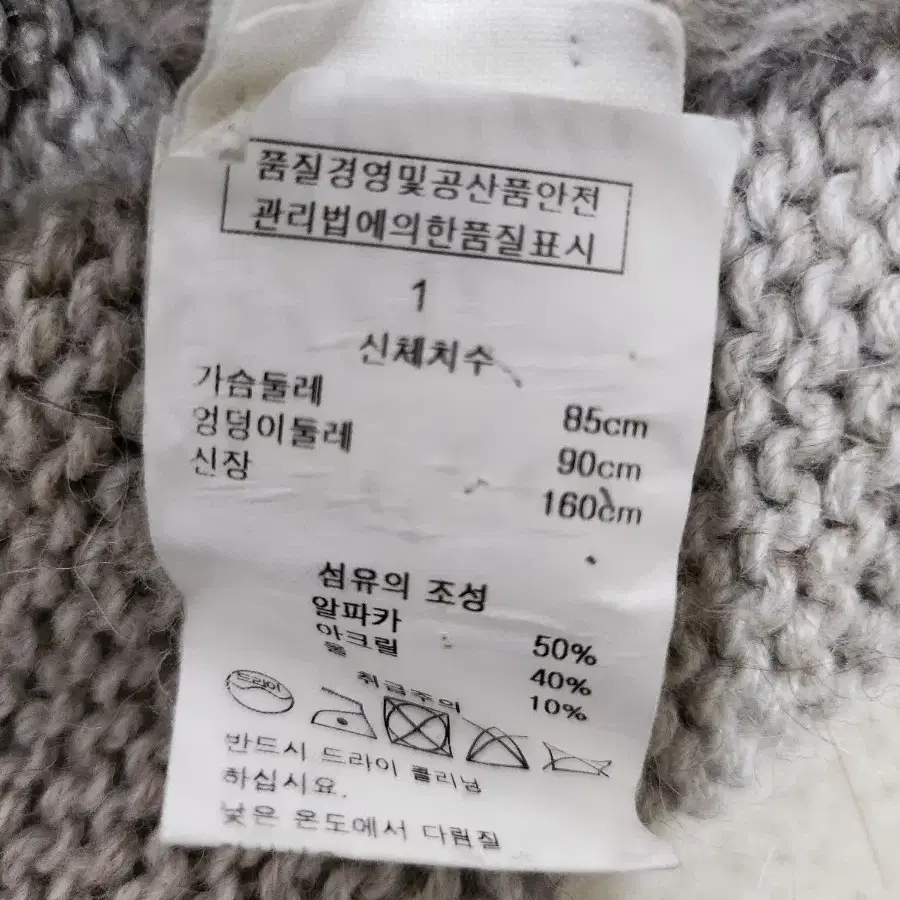 품질경영및공산품안전
관리법에의한품질표시
1
신체치수
가슴둘레 85cm
엉덩이둘레 90cm
신장 160cm
섬유의 조성
알파카 50%
아크릴 40%
울 10%
취급주의
드라이
반드시 드라이 클리닝
하십시요.
낮은 온도에서 다림질